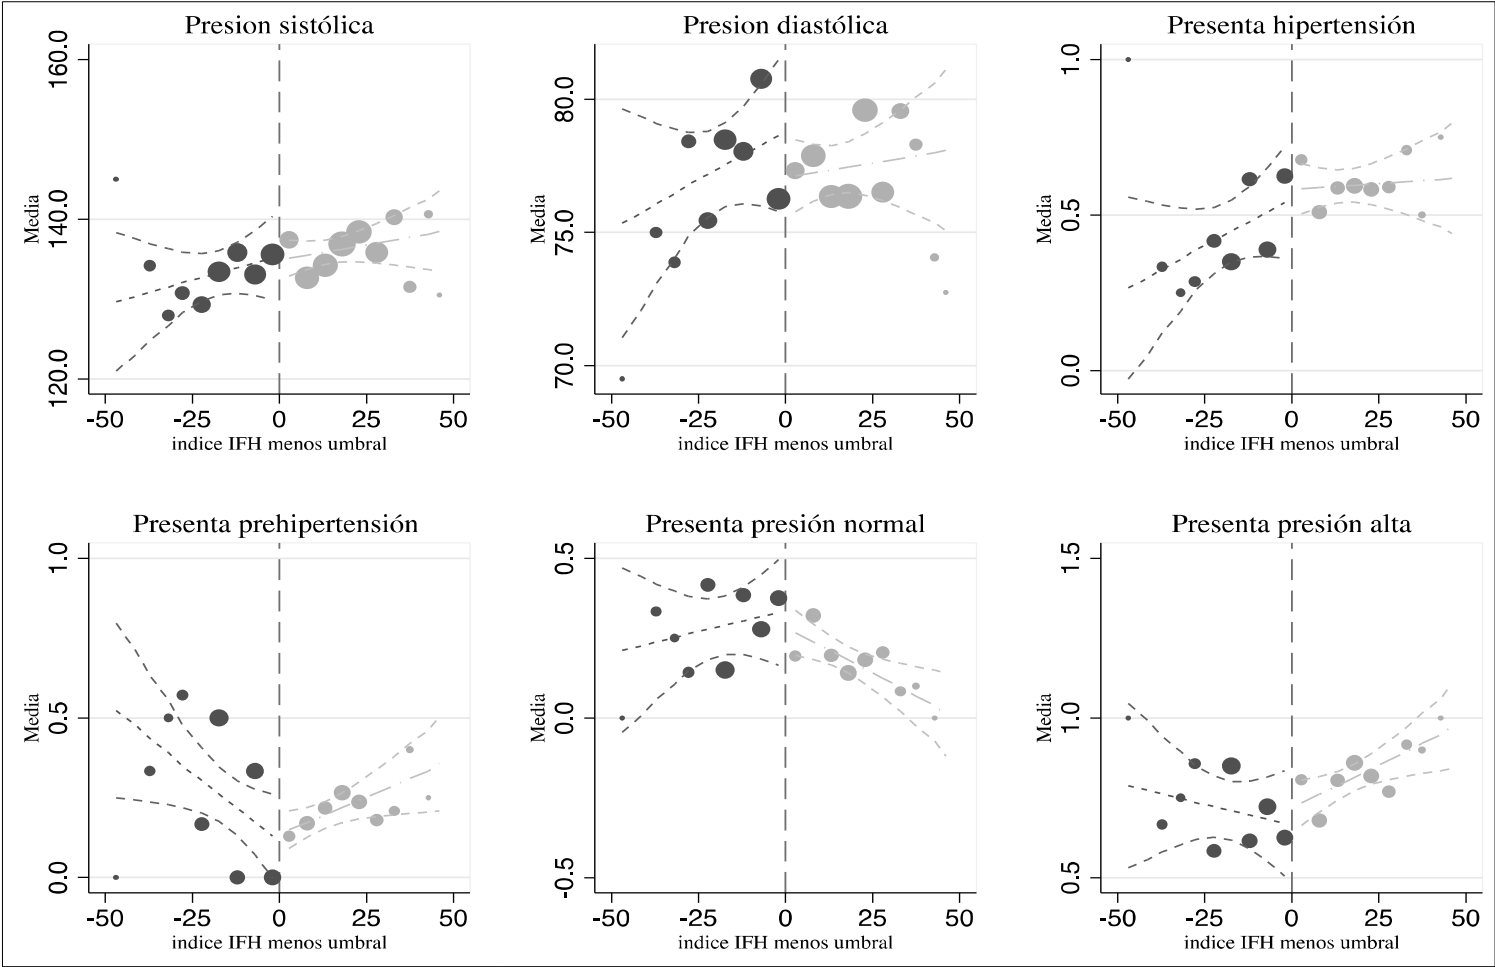 Presion sistólica
Presion diastólica
Presenta hipertensión
Media
160.0
140.0
120.0
-50 -25 0 25 50
indice IFH menos umbral
Media
80.0
75.0
70.0
-50 -25 0 25 50
indice IFH menos umbral
Media
1.0
0.5
0.0
-50 -25 0 25 50
indice IFH menos umbral
Presenta prehipertensión
Presenta presión normal
Presenta presión alta
Media
1.0
0.5
0.0
-50 -25 0 25 50
indice IFH menos umbral
Media
0.5
0.0
-0.5
-50 -25 0 25 50
indice IFH menos umbral
Media
1.5
1.0
0.5
-50 -25 0 25 50
indice IFH menos umbral